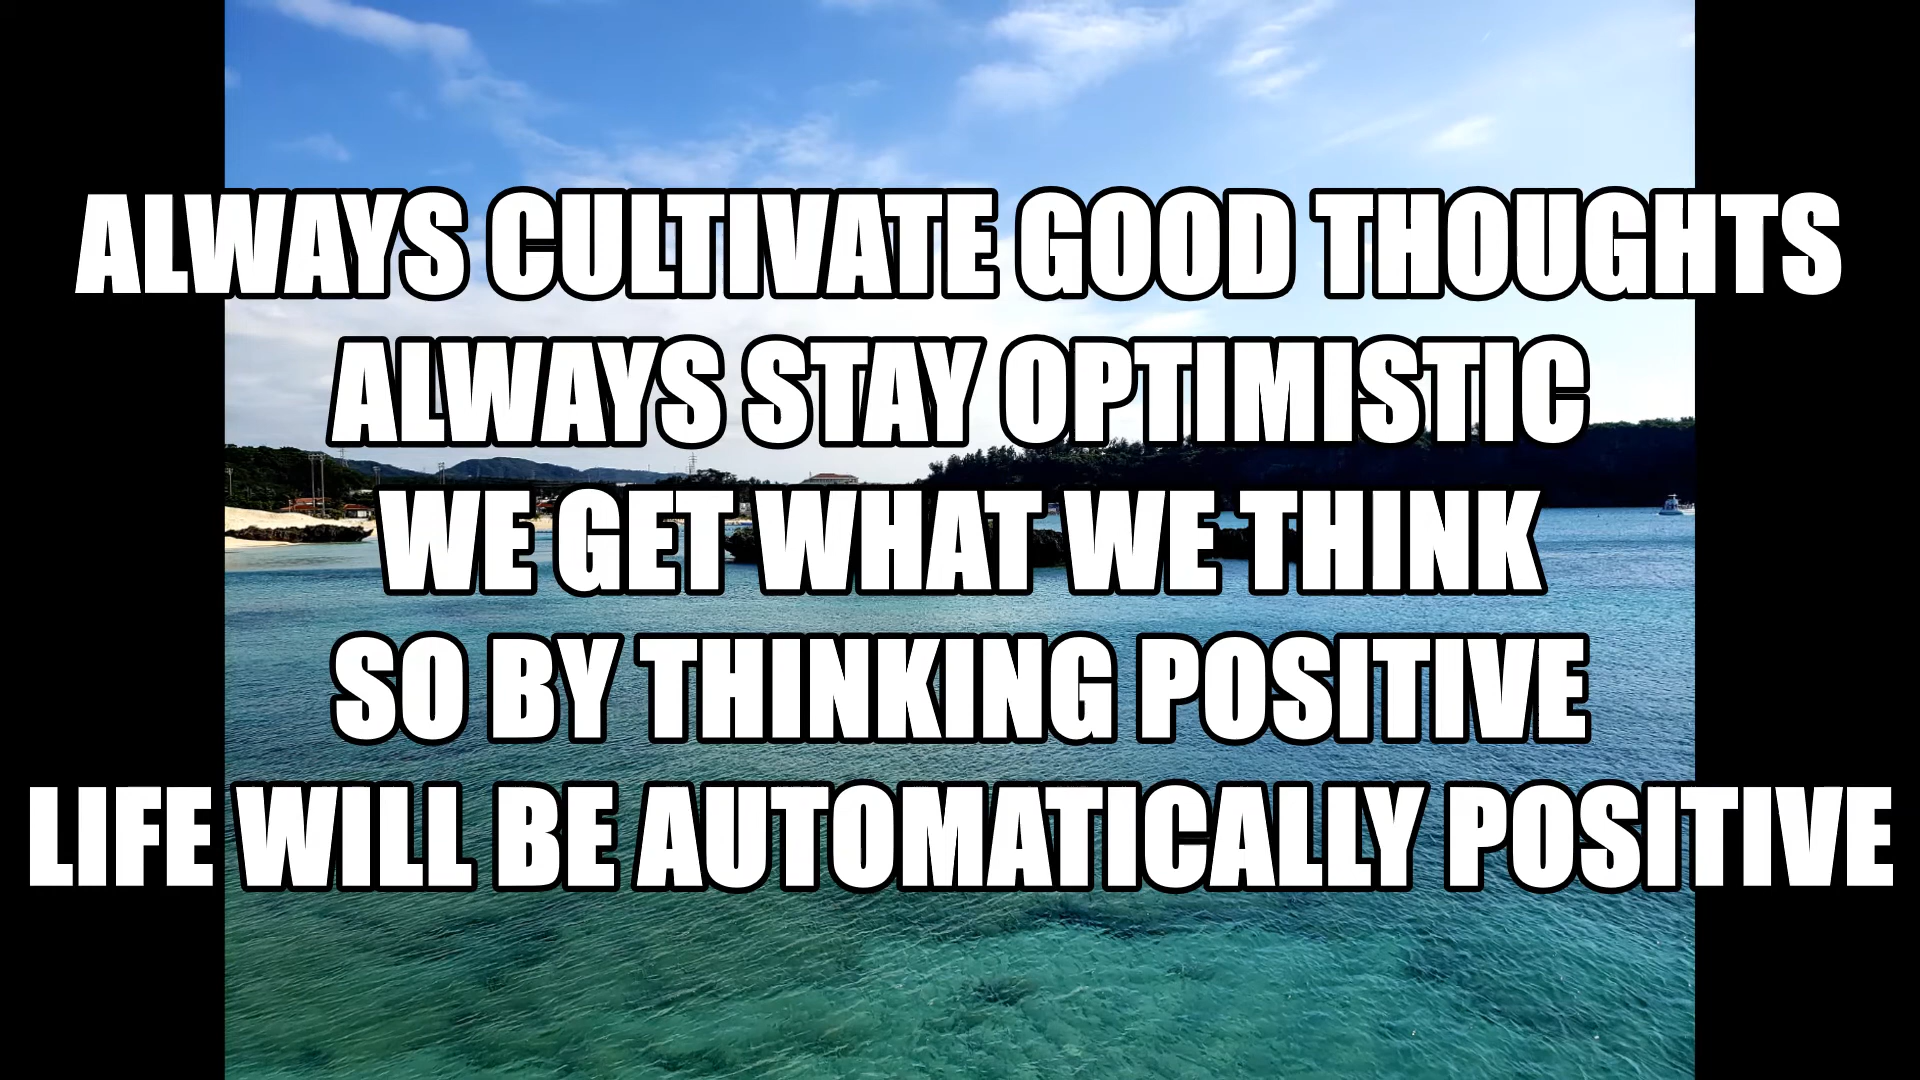 ALWAYS CULTIVATE GOOD THOUGHTS
ALWAYS STAY OPTIMISTIC
WE GET WHAT WE THINK
SO BY THINKING POSITIVE
LIFE WILL BE AUTOMATICALLY POSITIVE